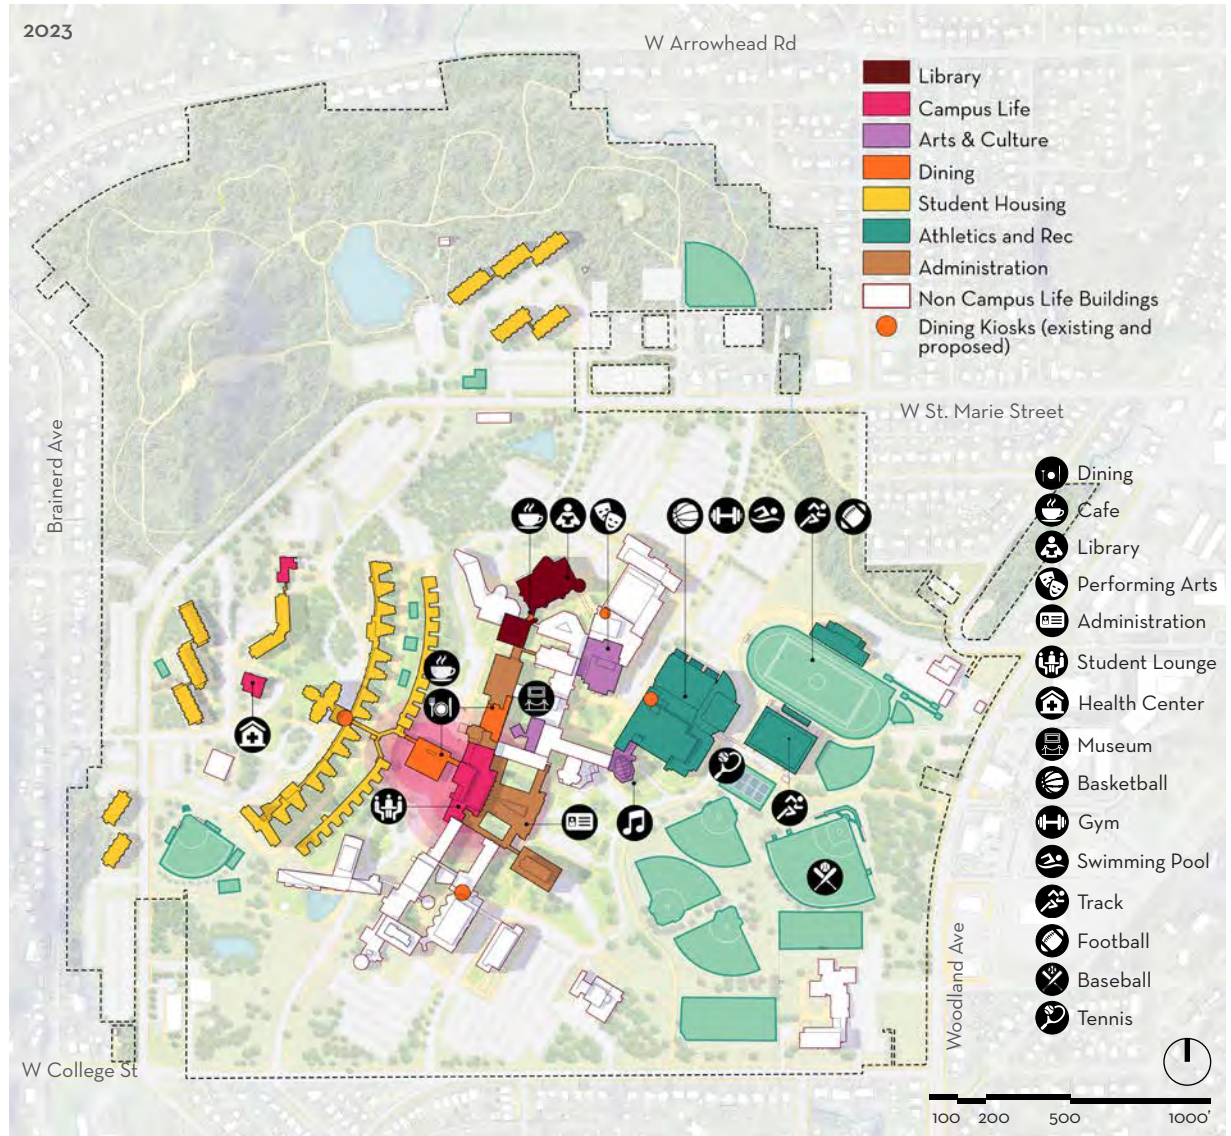 2023
W Arrowhead Rd
Library
Campus Life
Arts & Culture
Dining
Student Housing
Athletics and Rec
Administration
Non Campus Life Buildings
Dining Kiosks (existing and
proposed)
W St. Marie Street
Brainerd Ave
Dining
Cafe
Library
Performing Arts
Administration
Student Lounge
Health Center
Museum
Basketball
Gym
Swimming Pool
Track
Football
Baseball
Tennis
Woodland Ave
W College St
100 200 500 1000'